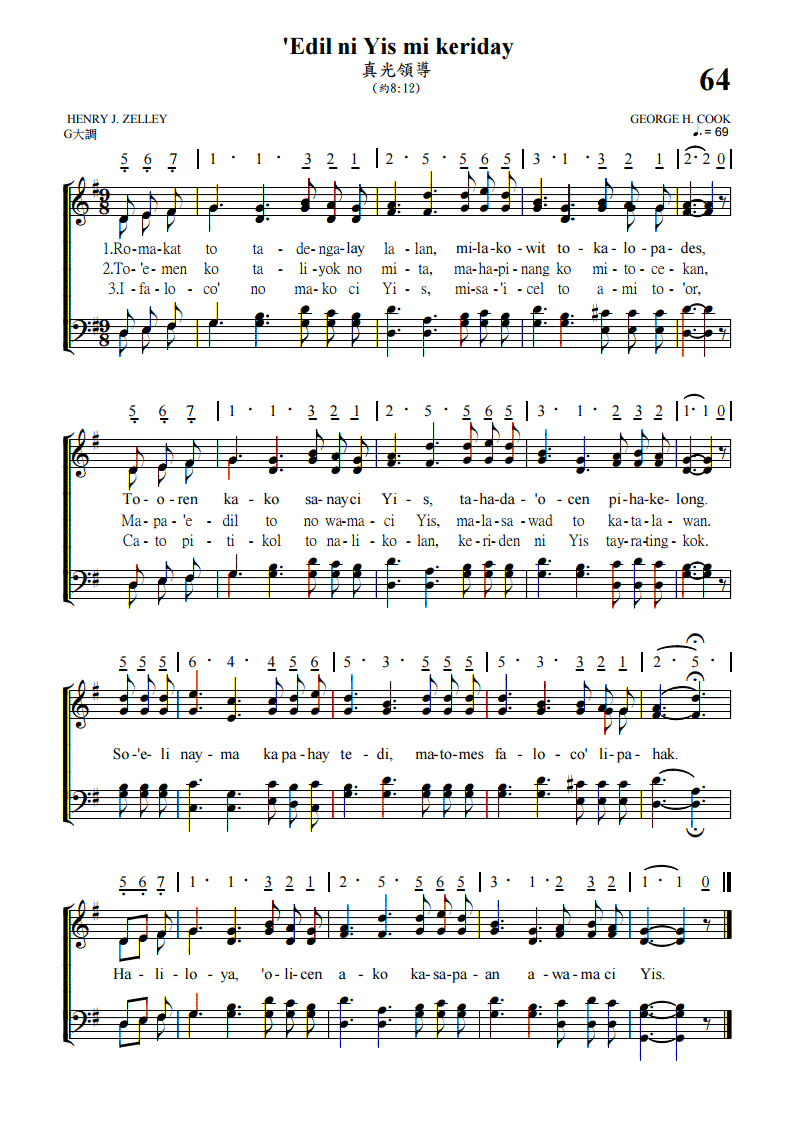 'Edil ni Yis mi keriday
真光領導
(約8:12)
64
HENRY J. ZELLEY
GEORGE H. COOK
G大調
♩. = 69
5 6 7 | 1 · 1 · 3 2 1 | 2 · 5 · 5 6 5 | 3 · 1 · 3 2 1 | 2 · 2 0 |
1.Ro-ma-kat to ta - de-nga-lay la-lan, mi-la-ko-wit to-ka-lo-pa-des,
2.To-'e-men ko ta-li-yok no mi-ta, ma-ha-pi-nang ko mi-to-ce-kan,
3.I-fa-lo-co' no ma-ko ci Yi-s, mi-sa-'i-cel to a-mi to-'or,
5 6 7 | 1 · 1 · 3 2 1 | 2 · 5 · 5 6 5 | 3 · 1 · 2 3 2 | 1 · 1 0 |
To-o-ren ka-ko sa-nay ci Yi-s, ta-ha-da-'o-cen pi-ha-ke-long.
Ma-pa-'e-dil to no wa-ma ci Yis, ma-la-sa-wad to ka-ta-la-wan.
Ca-to pi-ti-kol to na-li-ko-lan, ke-ri-den ni Yis tay-ra-ting-kok.
5 5 5 | 6 · 4 · 4 5 6 | 5 · 3 · 5 5 5 | 5 · 3 · 3 2 1 | 2 · 5 · |
So-'e-li nay-ma ka pa-hay te-di, ma-to-mes fa-lo-co' li-pa-hak.
5 6 7 | 1 · 1 · 3 2 1 | 2 · 5 · 5 6 5 | 3 · 1 · 2 3 2 | 1 · 1 0 ||
Ha - li - lo - ya, 'o-li-cen a-ko ka-sa-pa-an a-wa-ma ci Yis.